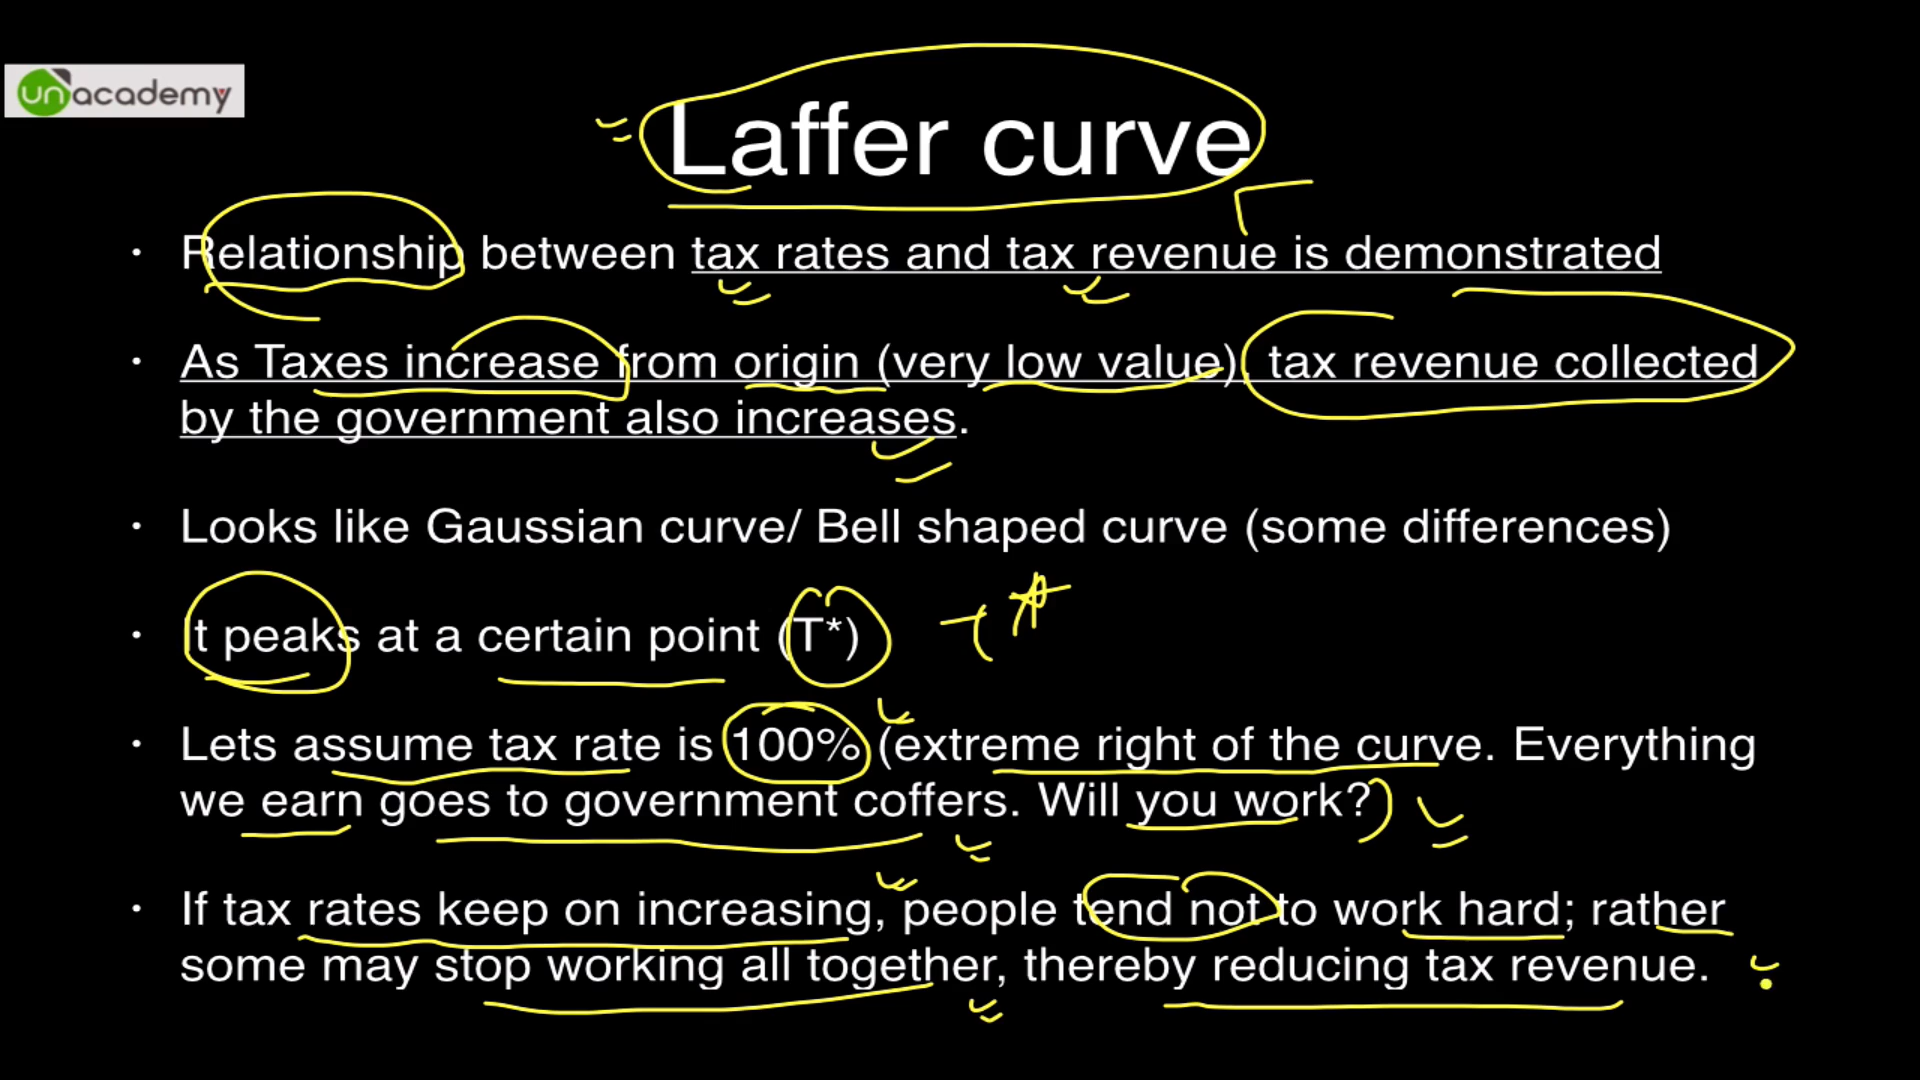 unacademy
Laffer curve
• Relationship between tax rates and tax revenue is demonstrated
• As Taxes increase from origin (very low value), tax revenue collected
by the government also increases.
• Looks like Gaussian curve/ Bell shaped curve (some differences)
• It peaks at a certain point (T*) T*
• Lets assume tax rate is 100% (extreme right of the curve. Everything
we earn goes to government coffers. Will you work?)
• If tax rates keep on increasing, people tend not to work hard; rather
some may stop working all together, thereby reducing tax revenue.